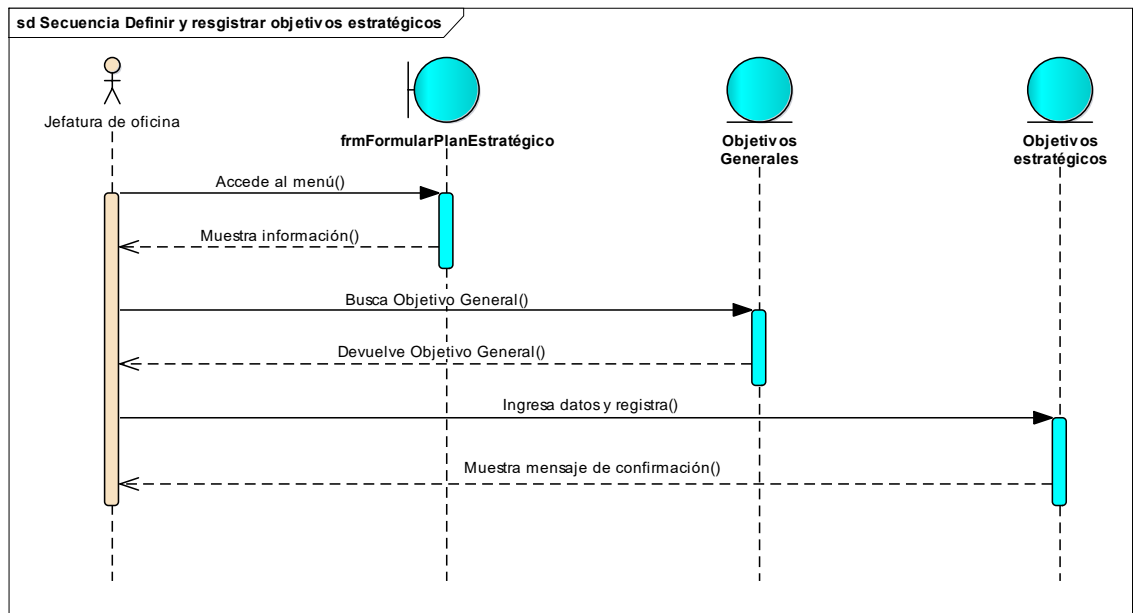 sd Secuencia Definir y resgistrar objetivos estratégicos
Jefatura de oficina
frmFormularPlanEstratégico
Objetivos
Generales
Objetivos
estratégicos
Accede al menú()
Muestra información()
Busca Objetivo General()
Devuelve Objetivo General()
Ingresa datos y registra()
Muestra mensaje de confirmación()